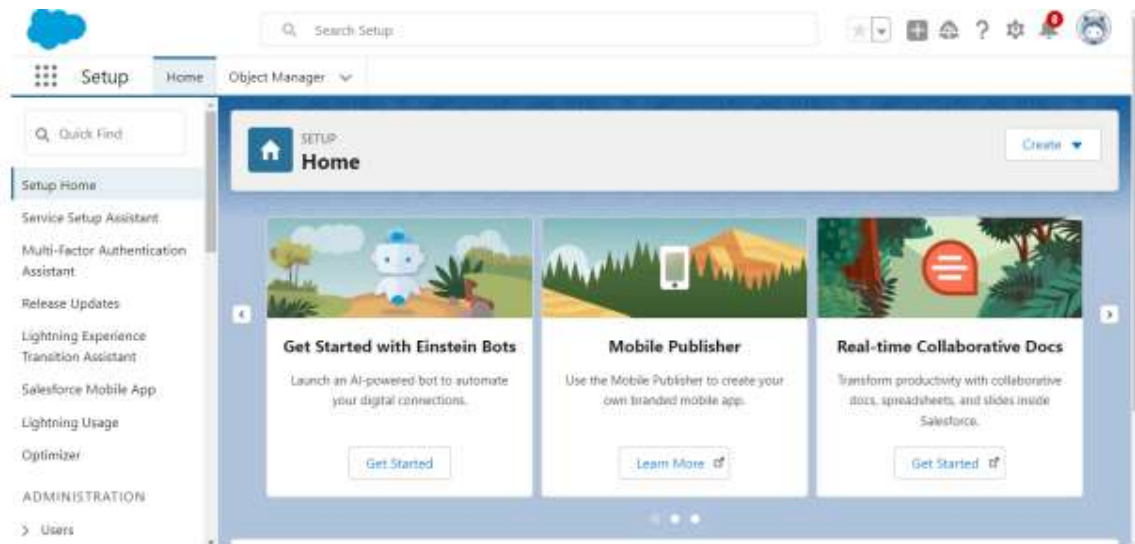 Search Setup
8
Setup
Home
Object Manager
Quick Find
Setup Home
Service Setup Assistant
Multi-Factor Authentication
Assistant
Release Updates
Lightning Experience
Transition Assistant
Salesforce Mobile App
Lightning Usage
Optimizer
ADMINISTRATION
Users
SETUP
Home
Create
Get Started with Einstein Bots
Launch an AI-powered bot to automate
your digital connections.
Get Started
Mobile Publisher
Use the Mobile Publisher to create your
own branded mobile app.
Learn More
Real-time Collaborative Docs
Transform productivity with collaborative
docs, spreadsheets, and slides inside
Salesforce.
Get Started